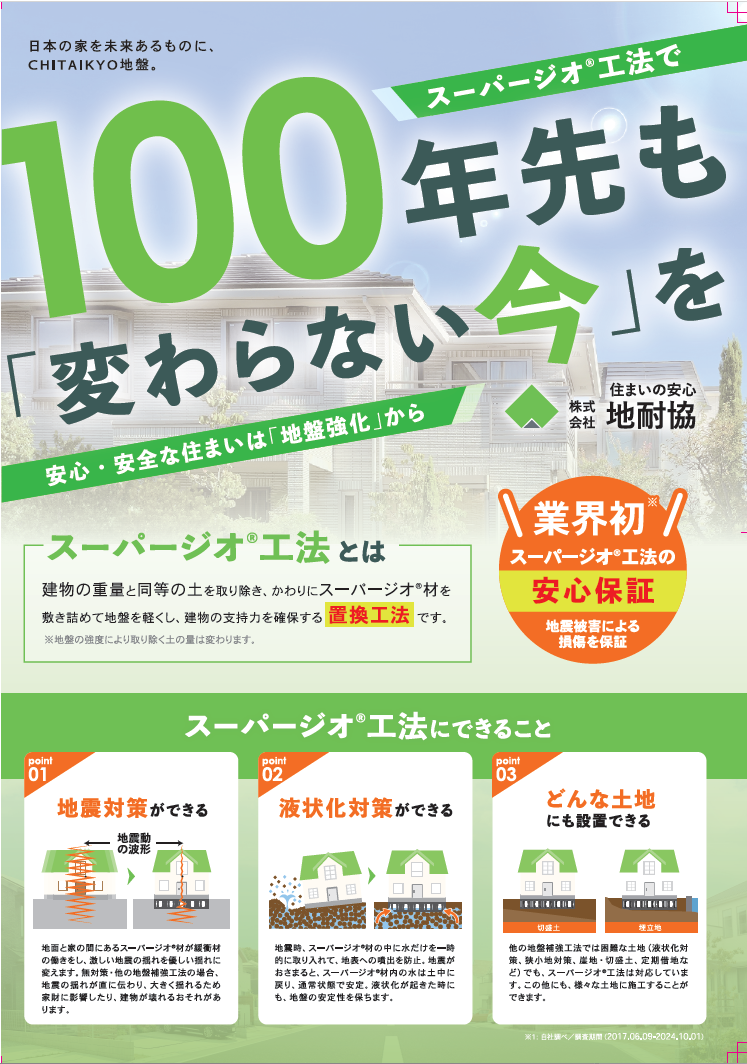 日本の家を未来あるものに、
CHITAIKYO地盤。
スーパージオ®工法で
100年先も
「変わらない今」を
安心・安全な住まいは「地盤強化」から
住まいの安心
株式会社 地耐協
スーパージオ®工法とは
建物の重量と同等の土を取り除き、かわりにスーパージオ®材を
敷き詰めて地盤を軽くし、建物の支持力を確保する 置換工法 です。
※地盤の強度により取り除く土の量は変わります。
業界初※
スーパージオ®工法の
安心保証
地震被害による
損傷を保証
スーパージオ®工法にできること
point
01
地震対策ができる
地震動
の波形
地面と家の間にあるスーパージオ®材が緩衝材
の働きをし、激しい地震の揺れを優しい揺れに
変えます。無対策・他の地盤補強工法の場合、
地震の揺れが直に伝わり、大きく揺れるため
家財に影響したり、建物が壊れるおそれがあ
ります。
point
02
液状化対策ができる
地震時、スーパージオ®材の中に水だけを一時
的に取り入れて、地表への噴出を防止。地震が
おさまると、スーパージオ®材内の水は土中に
戻り、通常状態で安定。液状化が起きた時に
も、地盤の安定性を保ちます。
point
03
どんな土地
にも設置できる
切盛土
埋立地
他の地盤補強工法では困難な土地（液状化対
策、狭小地対策、崖地・切盛土、定期借地な
ど）でも、スーパージオ®工法は対応していま
す。この他にも、様々な土地に施工することが
できます。
※1: 自社調べ／調査期間（2017.06.09-2024.10.01）